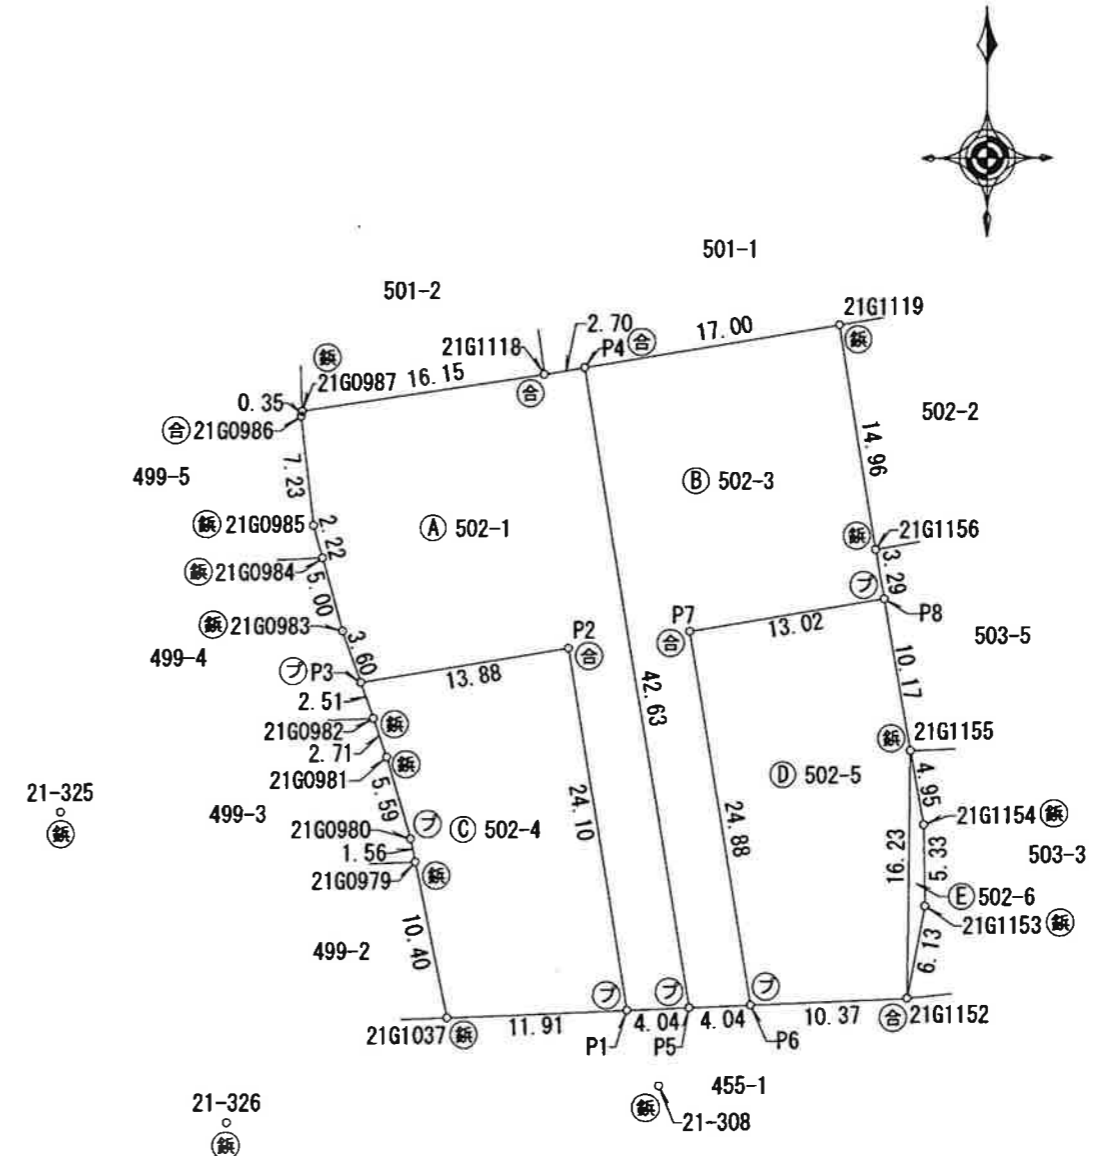 501-1
501-2
21G1119
鋲
17.00
2.70
P4 合
21G1118
合
16.15
鋲
21G0987
0.35
合 21G0986
502-2
14.96
7.23
499-5
B 502-3
A 502-1
鋲 21G0985
2.22
鋲 21G1156
3.29
鋲 21G0984
5.00
プ P8
鋲 21G0983
3.60
P2
合
P7
合
13.02
503-5
499-4
プ P3
13.88
10.17
2.51
42.63
21G0982 鋲
2.71
鋲 21G1155
21G0981 鋲
5.59
D 502-5
4.95
21-325
鋲
499-3
24.10
24.88
21G1154 鋲
21G0980 プ
C 502-4
16.23
5.33
503-3
1.56
21G0979 鋲
E 502-6
21G1153 鋲
6.13
499-2
10.40
プ プ プ
21G1037 鋲
11.91
4.04
4.04
10.37
合 21G1152
P1
P5
P6
455-1
21-326
鋲
鋲
21-308